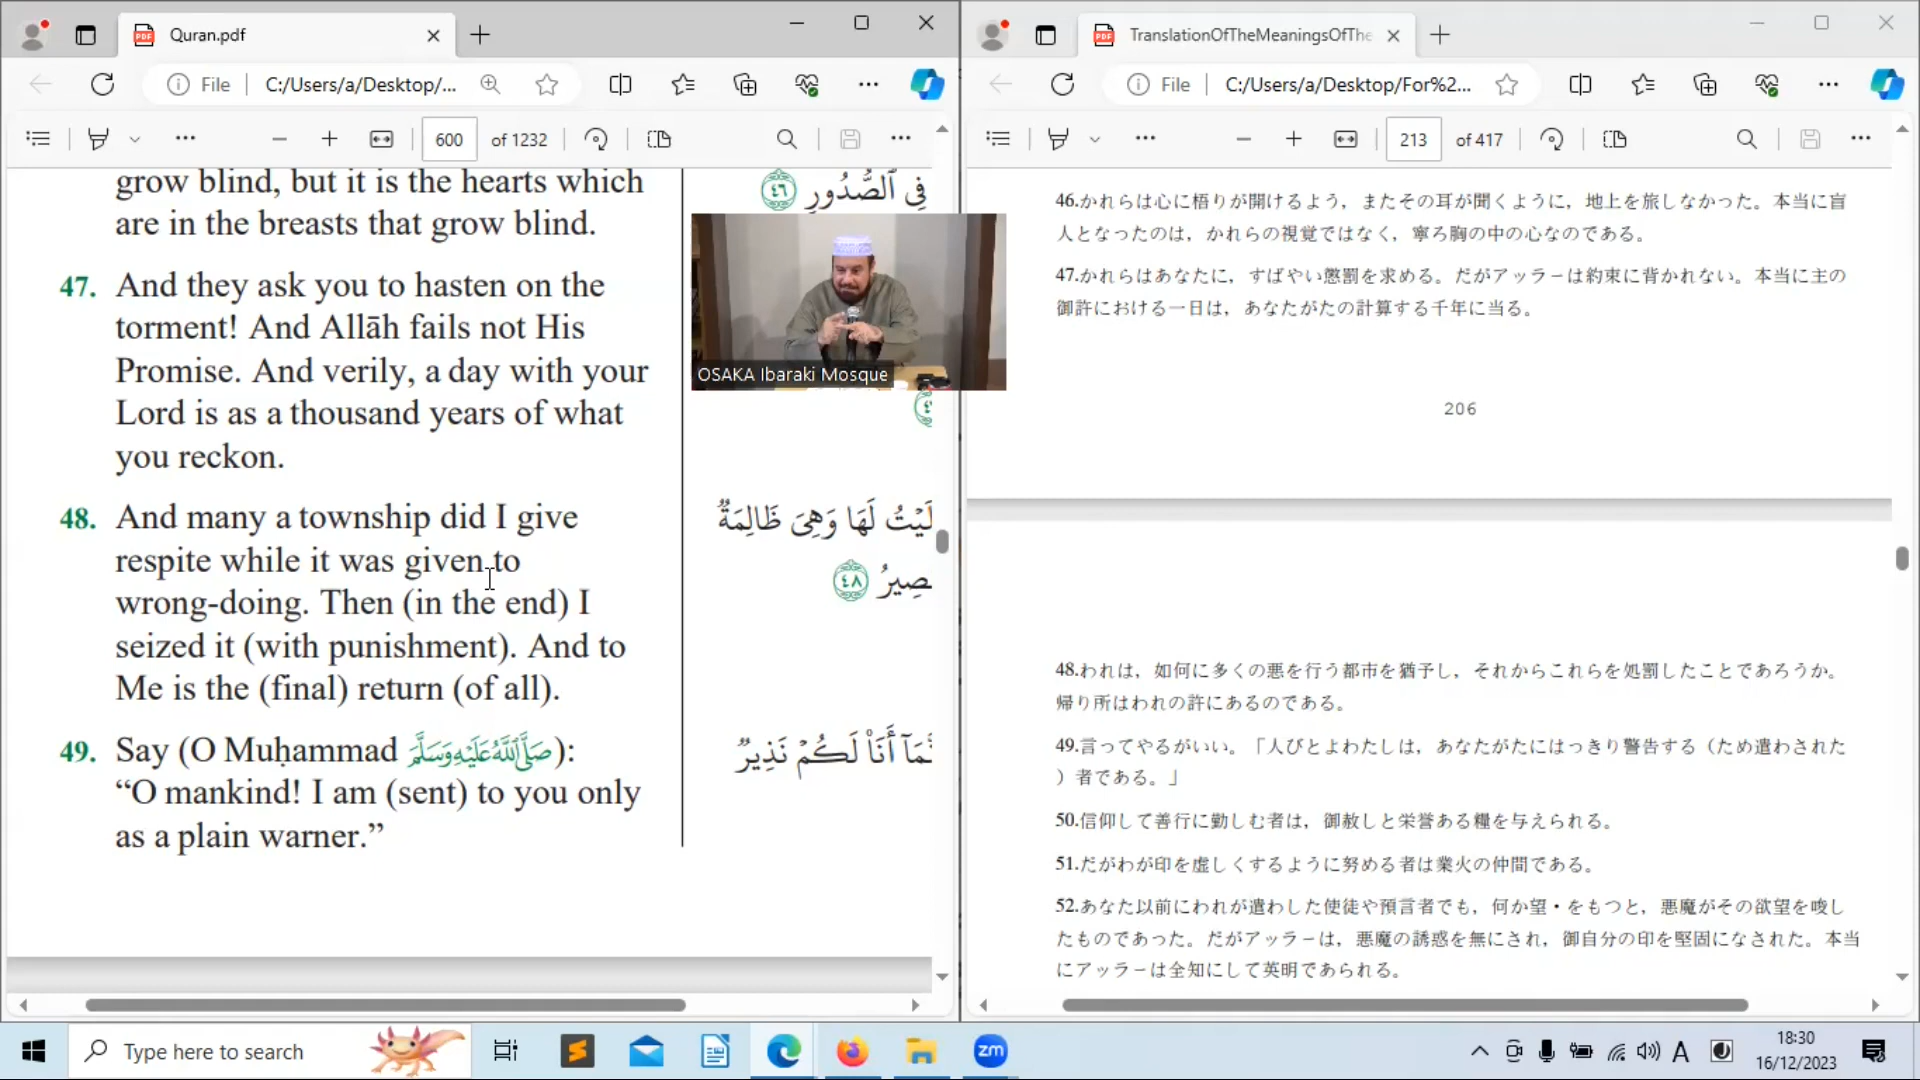 Quran.pdf
File C:/Users/a/Desktop/...
600 of 1232
grow blind, but it is the hearts which
are in the breasts that grow blind.
47. And they ask you to hasten on the
torment! And Allāh fails not His
Promise. And verily, a day with your
Lord is as a thousand years of what
you reckon.
48. And many a township did I give
respite while it was given to
wrong-doing. Then (in the end) I
seized it (with punishment). And to
Me is the (final) return (of all).
49. Say (O Muḥammad صَلَّى ٱللَّهُ عَلَيْهِ وَسَلَّمَ):
“O mankind! I am (sent) to you only
as a plain warner.”
فِى ٱلصُّدُورِ ٤٦
لَيْتُ لَهَا وَهِىَ ظَالِمَةٌ
صِيرُ ٤٨
نَّمَآ أَنَا۠ لَكُمْ نَذِيرٌ
OSAKA Ibaraki Mosque
TranslationOfTheMeaningsOfThe
File C:/Users/a/Desktop/For%2...
213 of 417
46.かれらは心に悟りが開けるよう，またその耳が聞くように，地上を旅しなかった。本当に盲
人となったのは，かれらの視覚ではなく，寧ろ胸の中の心なのである。
47.かれらはあなたに，すばやい懲罰を求める。だがアッラーは約束に背かれない。本当に主の
御許における一日は，あなたがたの計算する千年に当る。
206
48.われは，如何に多くの悪を行う都市を猶予し，それからこれらを処罰したことであろうか。
帰り所はわれの許にあるのである。
49.言ってやるがいい。「人びとよわたしは，あなたがたにはっきり警告する（ため遣わされた
）者である。」
50.信仰して善行に勤しむ者は，御赦しと栄誉ある糧を与えられる。
51.だがわが印を虚しくするように努める者は業火の仲間である。
52.あなた以前にわれが遣わした使徒や預言者でも，何か望・をもつと，悪魔がその欲望を唆し
たものであった。だがアッラーは，悪魔の誘惑を無にされ，御自分の印を堅固になされた。本当
にアッラーは全知にして英明であられる。
Type here to search
zm
A
18:30
16/12/2023